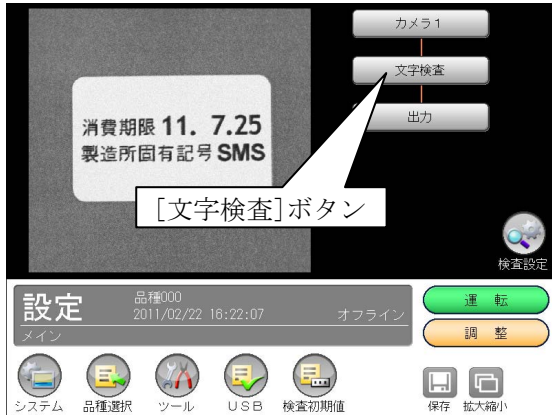 カメラ1
文字検査
出力
消費期限 11. 7.25
製造所固有記号 SMS
[文字検査]ボタン
検査設定
設定
品種000
2011/02/22 16:22:07
オフライン
メイン
運 転
調 整
システム
品種選択
ツール
USB
検査初期値
保存
拡大縮小